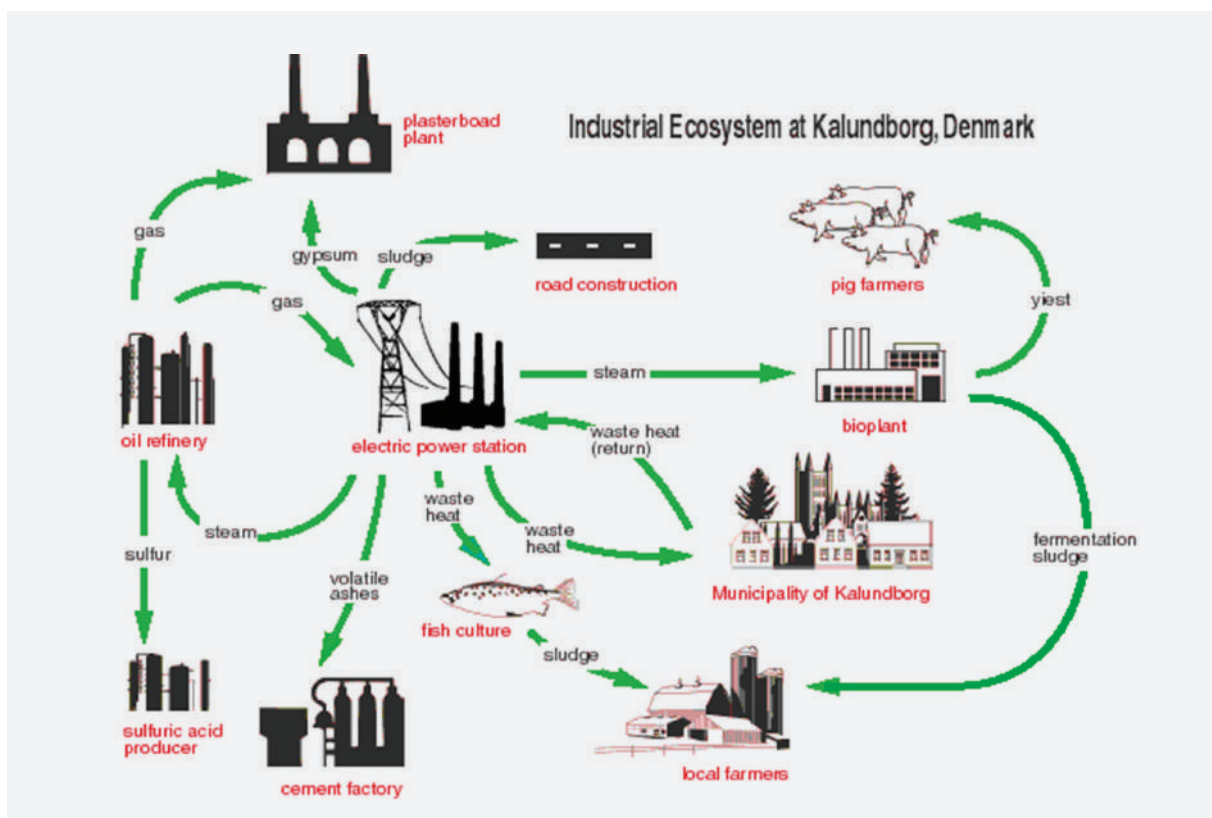 Industrial Ecosystem at Kalundborg, Denmark
plasterboad
plant
gas
gypsum
sludge
road construction
pig farmers
yiest
gas
oil refinery
electric power station
steam
bioplant
waste heat
(return)
waste
heat
waste
heat
steam
sulfur
volatile
ashes
fermentation
sludge
Municipality of Kalundborg
fish culture
sludge
sulfuric acid
producer
cement factory
local farmers